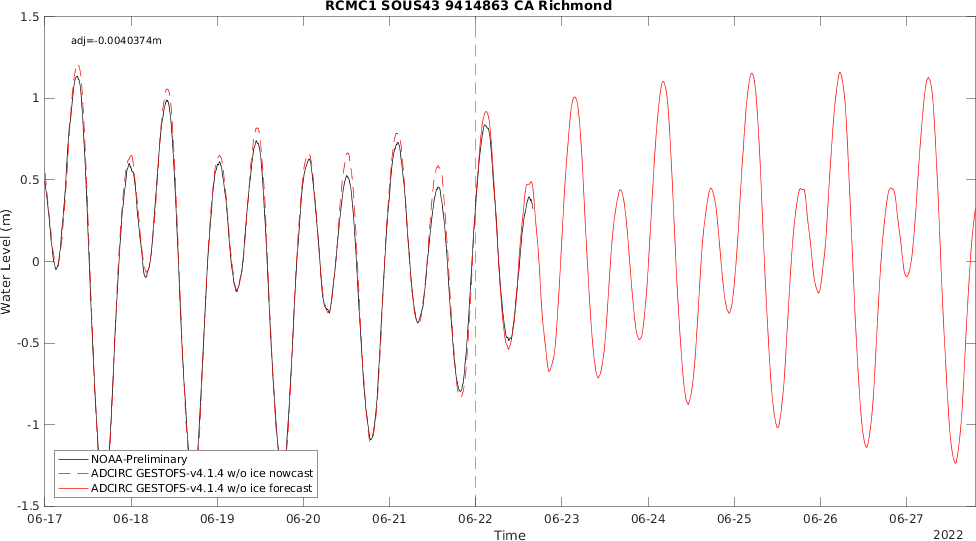 RCMC1 SOUS43 9414863 CA Richmond
adj=-0.0040374m
1.5
1
0.5
0
-0.5
-1
-1.5
Water Level (m)
NOAA-Preliminary
ADCIRC GESTOFS-v4.1.4 w/o ice nowcast
ADCIRC GESTOFS-v4.1.4 w/o ice forecast
06-17 06-18 06-19 06-20 06-21 06-22 06-23 06-24 06-25 06-26 06-27
Time
2022